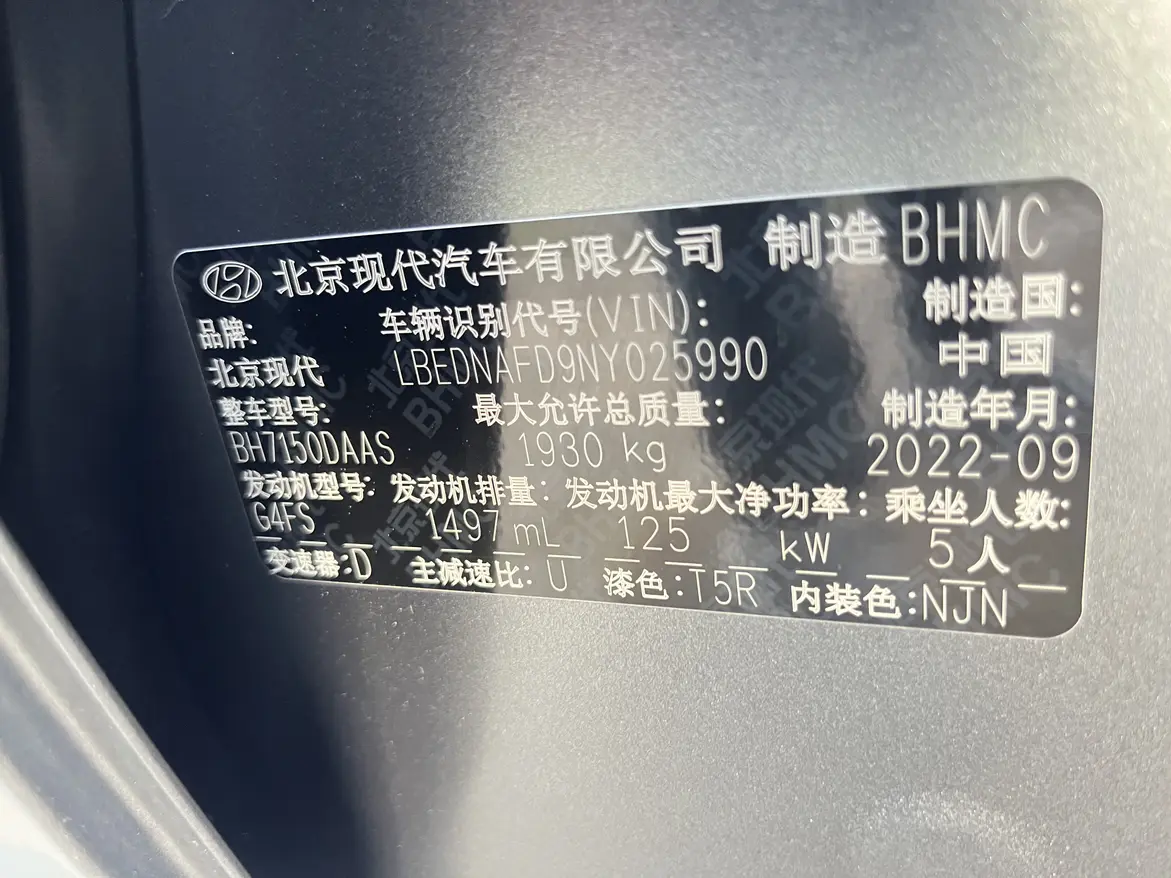 北京现代汽车有限公司 制造 BHMC
品牌: 车辆识别代号(VIN): 制造国:
北京现代 LBEDNAFD9NY025990 中国
整车型号: 最大允许总质量: 制造年月:
BH7150DAAS 1930 kg 2022-09
发动机型号: 发动机排量: 发动机最大净功率: 乘坐人数:
G4FS 1497 mL 125 kW 5人
变速器:D 主减速比:U 漆色:T5R 内装色:NJN